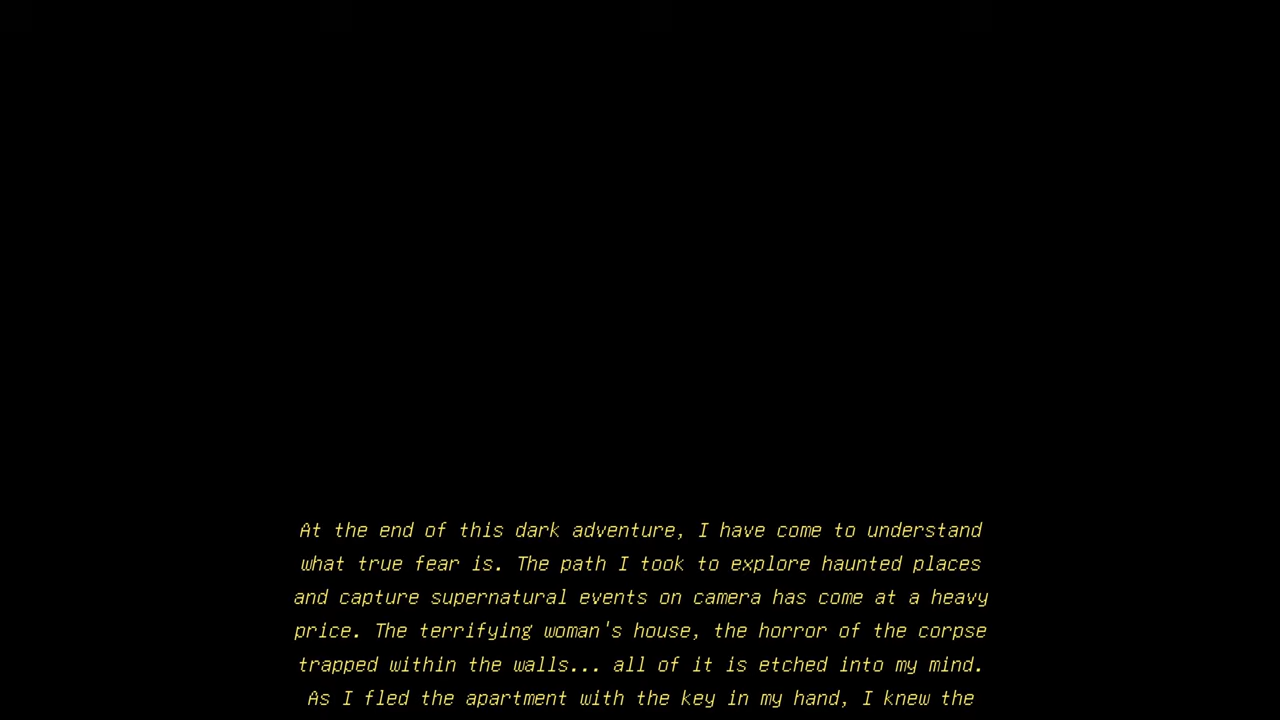 At the end of this dark adventure, I have come to understand
what true fear is. The path I took to explore haunted places
and capture supernatural events on camera has come at a heavy
price. The terrifying woman's house, the horror of the corpse
trapped within the walls... all of it is etched into my mind.
As I fled the apartment with the key in my hand, I knew the